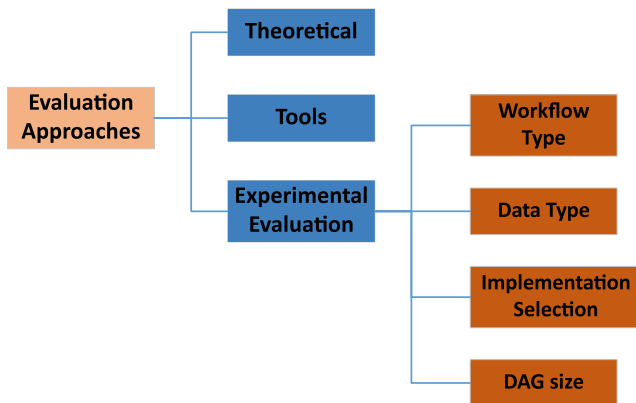 Theoretical
Evaluation
Approaches
Tools
Experimental
Evaluation
Workflow
Type
Data Type
Implementation
Selection
DAG size